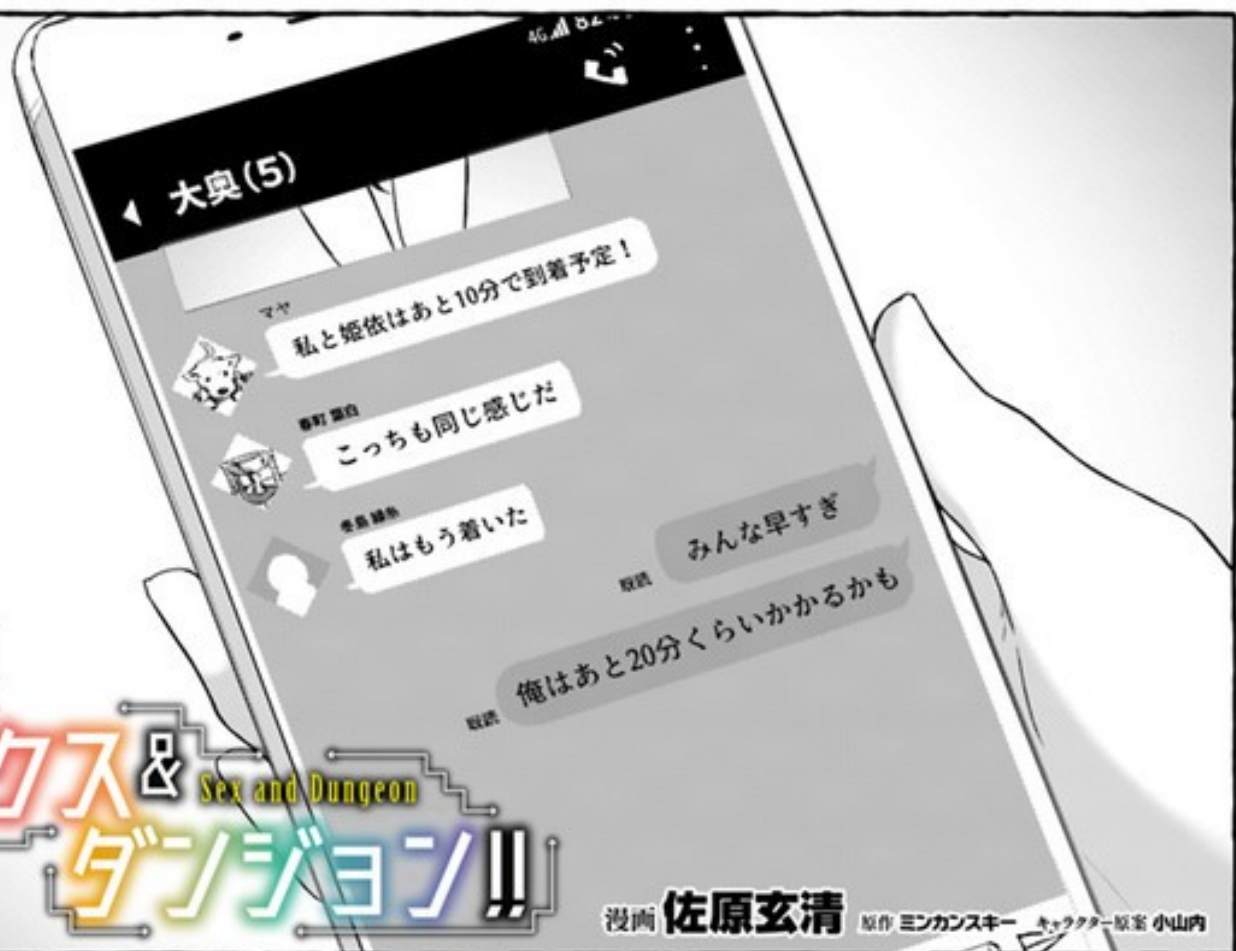 4G 82
大奥(5)
マヤ
私と姫依はあと10分で到着予定!
こっちも同じ感じだ
私はもう着いた
みんな早すぎ
既読
俺はあと20分くらいかかるかも
既読
クス&
Sex and Dungeon
ダンジョン!!
漫画 佐原玄清 原作 ミンカンスキー キャラクター原案 小山内